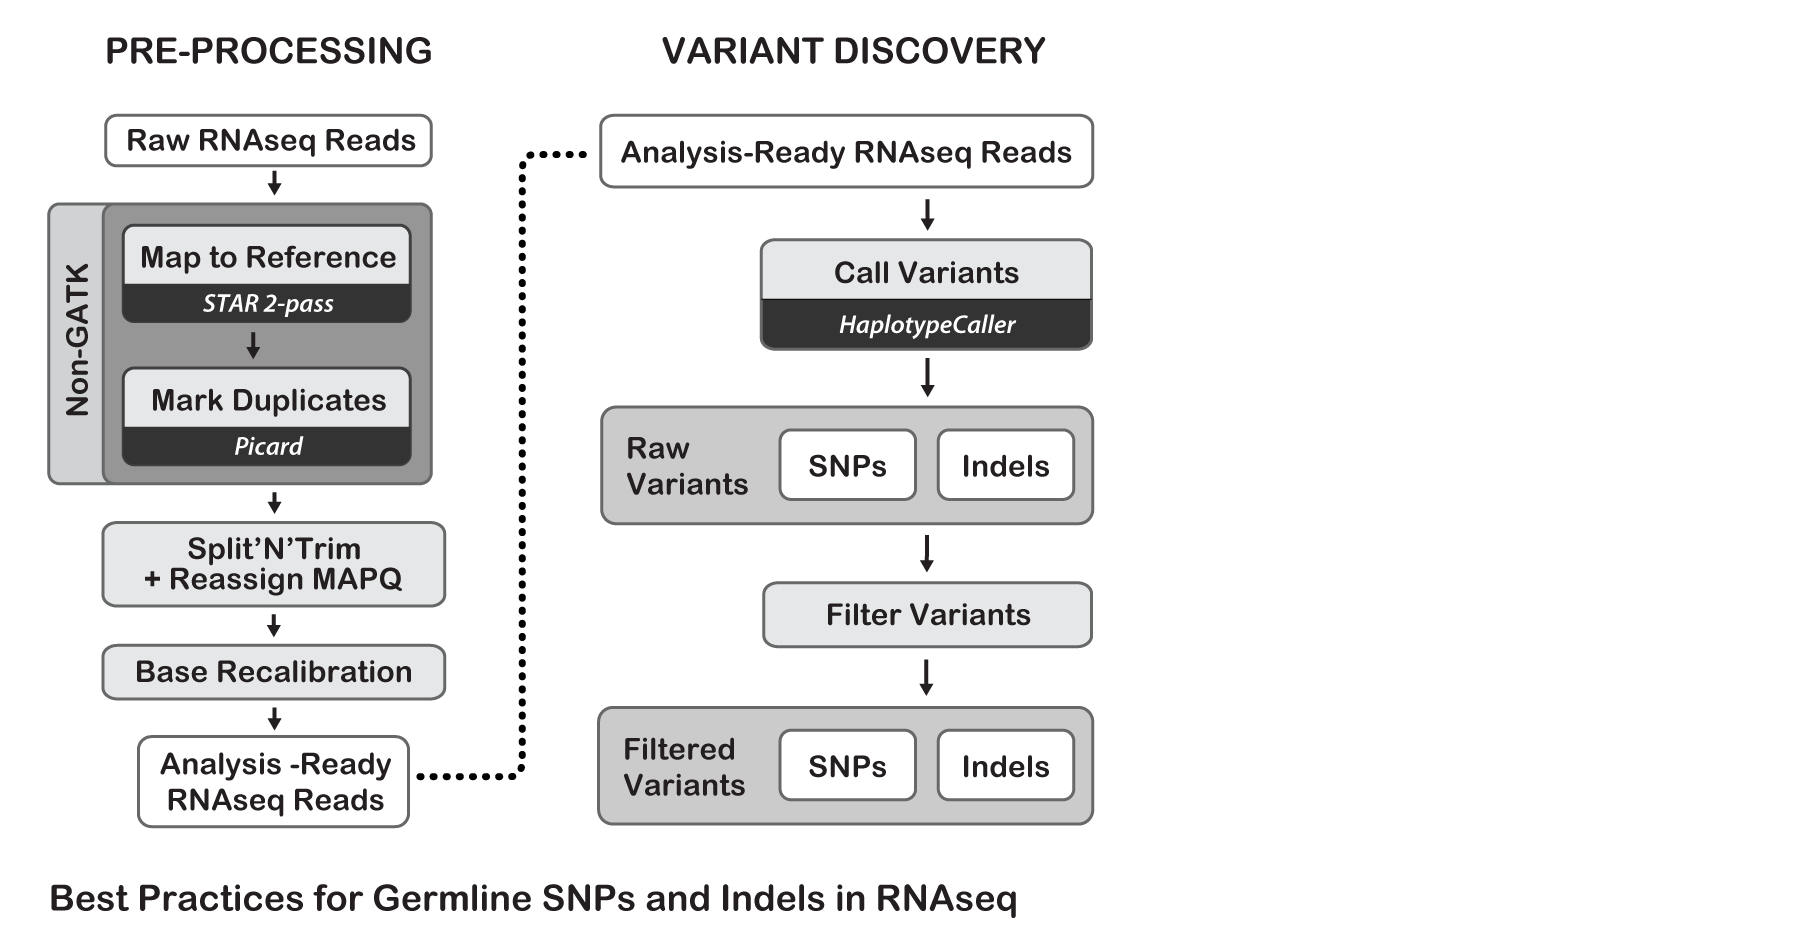 PRE-PROCESSING
Raw RNAseq Reads
Non-GATK
Map to Reference
STAR 2-pass
Mark Duplicates
Picard
Split’N’Trim
+ Reassign MAPQ
Base Recalibration
Analysis -Ready
RNAseq Reads
VARIANT DISCOVERY
Analysis-Ready RNAseq Reads
Call Variants
HaplotypeCaller
Raw
Variants
SNPs
Indels
Filter Variants
Filtered
Variants
SNPs
Indels
Best Practices for Germline SNPs and Indels in RNAseq